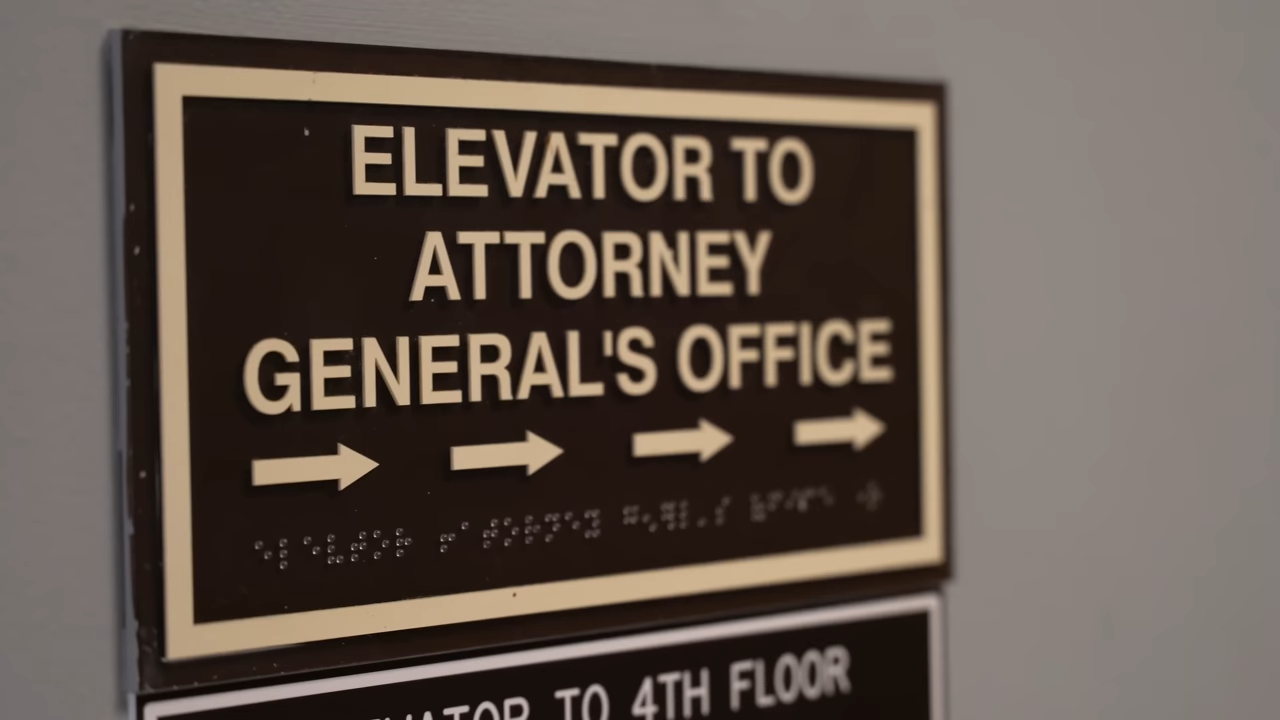 ELEVATOR TO
ATTORNEY
GENERAL'S OFFICE
TO 4TH FLOOR